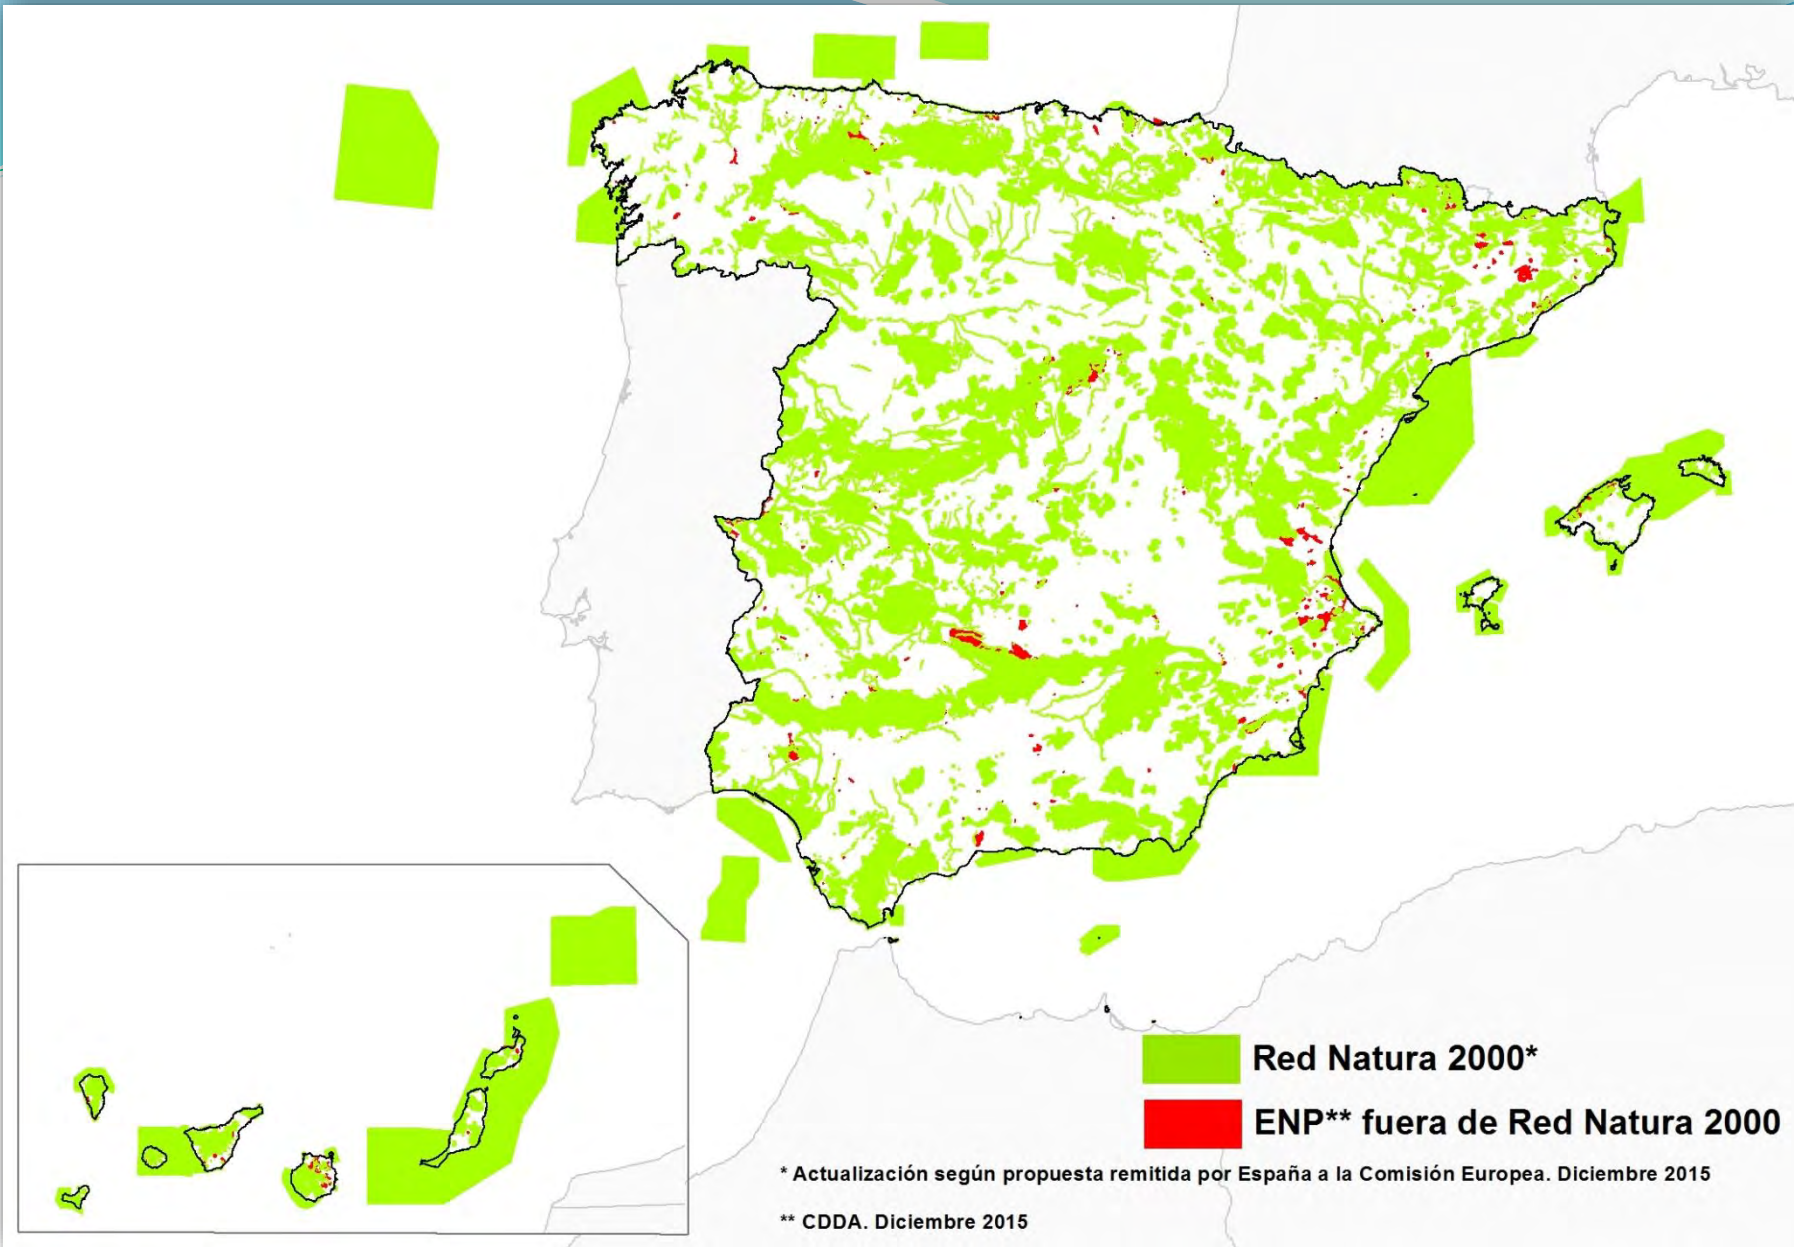 Red Natura 2000*
ENP** fuera de Red Natura 2000
* Actualización según propuesta remitida por España a la Comisión Europea. Diciembre 2015
** CDDA. Diciembre 2015